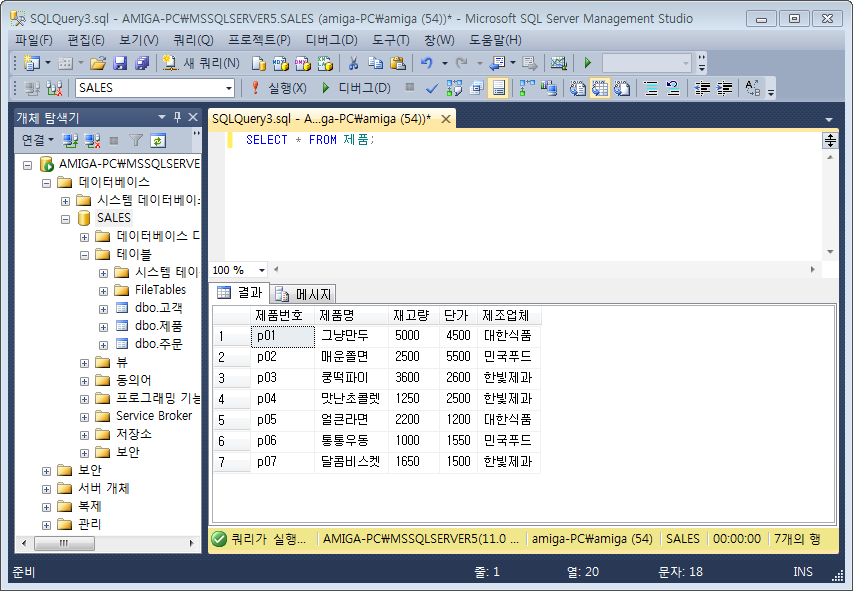 SQLQuery3.sql - AMIGA-PC\MSSQLSERVER5.SALES (amiga-PC\amiga (54))* - Microsoft SQL Server Management Studio
파일(F) 편집(E) 보기(V) 쿼리(Q) 프로젝트(P) 디버그(D) 도구(T) 창(W) 도움말(H)
새 쿼리(N)
SALES 실행(X) 디버그(D)
개체 탐색기
연결
AMIGA-PC₩MSSQLSERVE
데이터베이스
시스템 데이터베이
SALES
데이터베이스 다
테이블
시스템 테이
FileTables
dbo.고객
dbo.제품
dbo.주문
뷰
동의어
프로그래밍 기능
Service Broker
저장소
보안
보안
서버 개체
복제
관리
SQLQuery3.sql - A...ga-PC₩amiga (54))*
SELECT * FROM 제품;
100 %
결과 메시지
제품번호 제품명 재고량 단가 제조업체
1 p01 그냥만두 5000 4500 대한식품
2 p02 매운쫄면 2500 5500 민국푸드
3 p03 쿵떡파이 3600 2600 한빛제과
4 p04 맛난초콜렛 1250 2500 한빛제과
5 p05 얼큰라면 2200 1200 대한식품
6 p06 통통우동 1000 1550 민국푸드
7 p07 달콤비스켓 1650 1500 한빛제과
쿼리가 실행... AMIGA-PC₩MSSQLSERVER5(11.0 ... amiga-PC₩amiga (54) SALES 00:00:00 7개의 행
준비 줄: 1 열: 20 문자: 18 INS